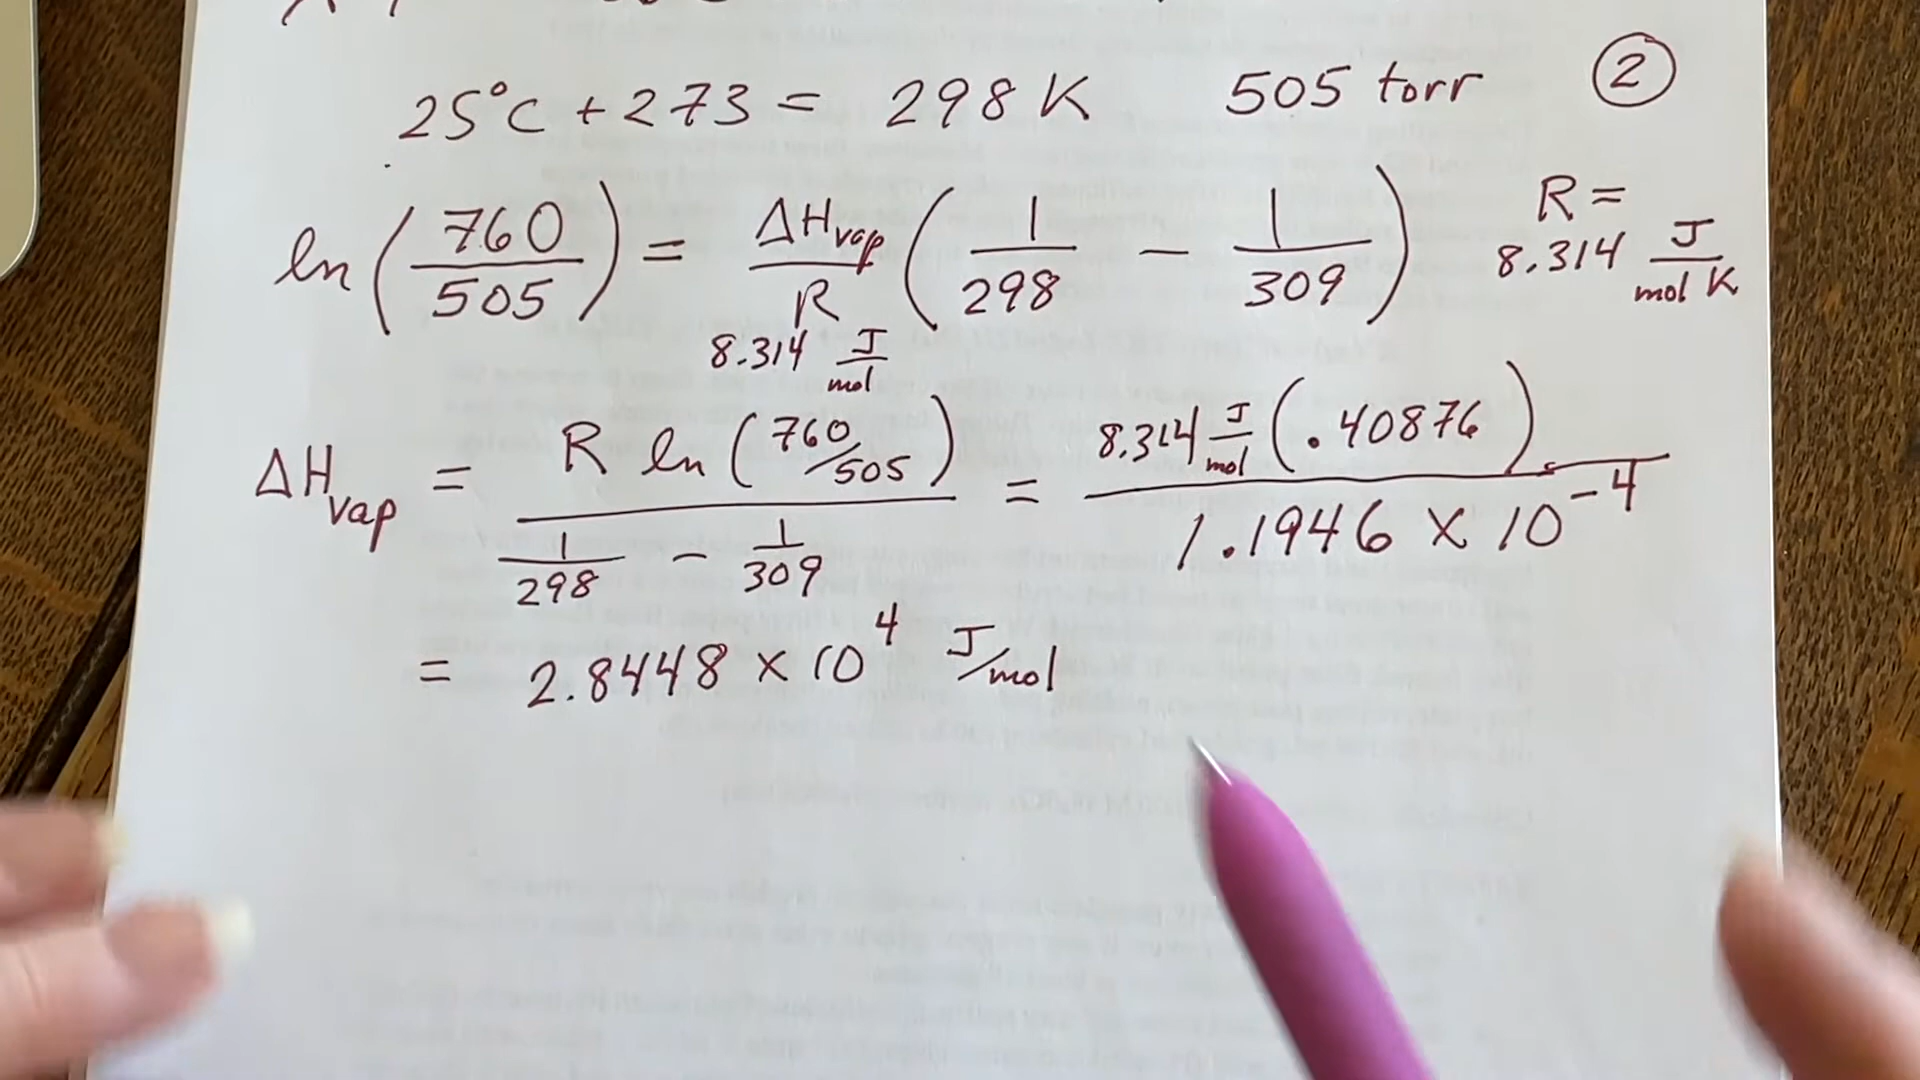 25°C + 273 = 298 K 505 torr ②
ln(760/505) = ΔHvap/R (1/298 − 1/309) R = 8.314 J/mol K
8.314 J/mol
ΔHvap = R ln(760/505) / (1/298 − 1/309) = 8.314 J/mol (.40876) / 1.1946 × 10⁻⁴
= 2.8448 × 10⁴ J/mol